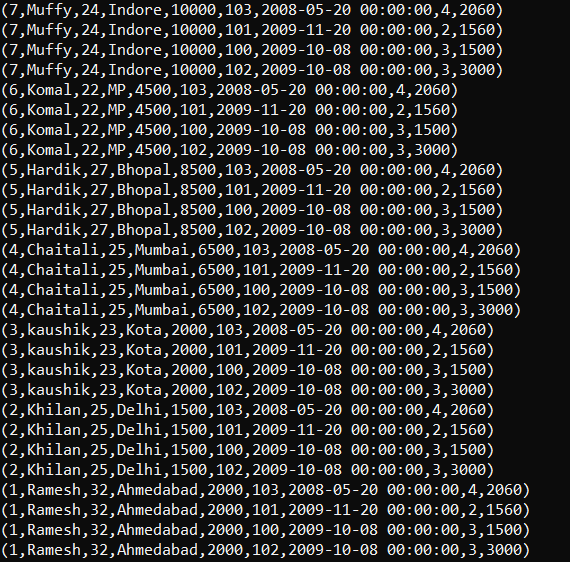 (7,Muffy,24,Indore,10000,103,2008-05-20 00:00:00,4,2060)
(7,Muffy,24,Indore,10000,101,2009-11-20 00:00:00,2,1560)
(7,Muffy,24,Indore,10000,100,2009-10-08 00:00:00,3,1500)
(7,Muffy,24,Indore,10000,102,2009-10-08 00:00:00,3,3000)
(6,Komal,22,MP,4500,103,2008-05-20 00:00:00,4,2060)
(6,Komal,22,MP,4500,101,2009-11-20 00:00:00,2,1560)
(6,Komal,22,MP,4500,100,2009-10-08 00:00:00,3,1500)
(6,Komal,22,MP,4500,102,2009-10-08 00:00:00,3,3000)
(5,Hardik,27,Bhopal,8500,103,2008-05-20 00:00:00,4,2060)
(5,Hardik,27,Bhopal,8500,101,2009-11-20 00:00:00,2,1560)
(5,Hardik,27,Bhopal,8500,100,2009-10-08 00:00:00,3,1500)
(5,Hardik,27,Bhopal,8500,102,2009-10-08 00:00:00,3,3000)
(4,Chaitali,25,Mumbai,6500,103,2008-05-20 00:00:00,4,2060)
(4,Chaitali,25,Mumbai,6500,101,2009-11-20 00:00:00,2,1560)
(4,Chaitali,25,Mumbai,6500,100,2009-10-08 00:00:00,3,1500)
(4,Chaitali,25,Mumbai,6500,102,2009-10-08 00:00:00,3,3000)
(3,kaushik,23,Kota,2000,103,2008-05-20 00:00:00,4,2060)
(3,kaushik,23,Kota,2000,101,2009-11-20 00:00:00,2,1560)
(3,kaushik,23,Kota,2000,100,2009-10-08 00:00:00,3,1500)
(3,kaushik,23,Kota,2000,102,2009-10-08 00:00:00,3,3000)
(2,Khilan,25,Delhi,1500,103,2008-05-20 00:00:00,4,2060)
(2,Khilan,25,Delhi,1500,101,2009-11-20 00:00:00,2,1560)
(2,Khilan,25,Delhi,1500,100,2009-10-08 00:00:00,3,1500)
(2,Khilan,25,Delhi,1500,102,2009-10-08 00:00:00,3,3000)
(1,Ramesh,32,Ahmedabad,2000,103,2008-05-20 00:00:00,4,2060)
(1,Ramesh,32,Ahmedabad,2000,101,2009-11-20 00:00:00,2,1560)
(1,Ramesh,32,Ahmedabad,2000,100,2009-10-08 00:00:00,3,1500)
(1,Ramesh,32,Ahmedabad,2000,102,2009-10-08 00:00:00,3,3000)